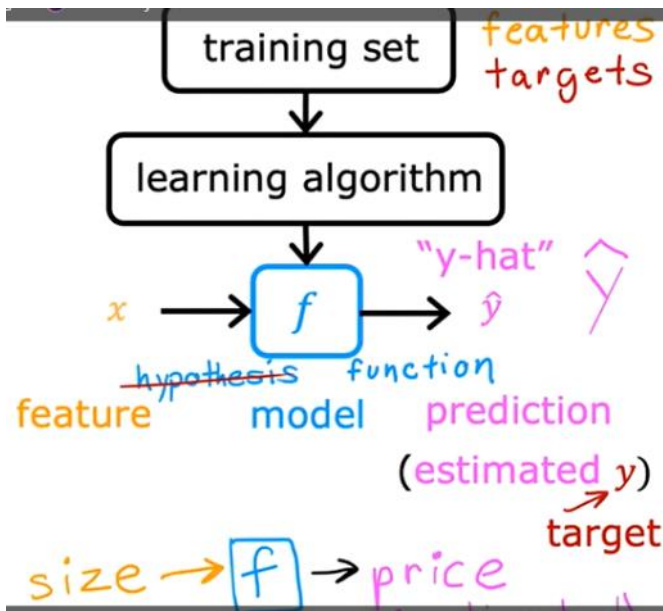 training set
features
targets
learning algorithm
"y-hat"
x
f
ŷ
ŷ
hypothesis
function
feature
model
prediction
(estimated y)
target
size → f → price